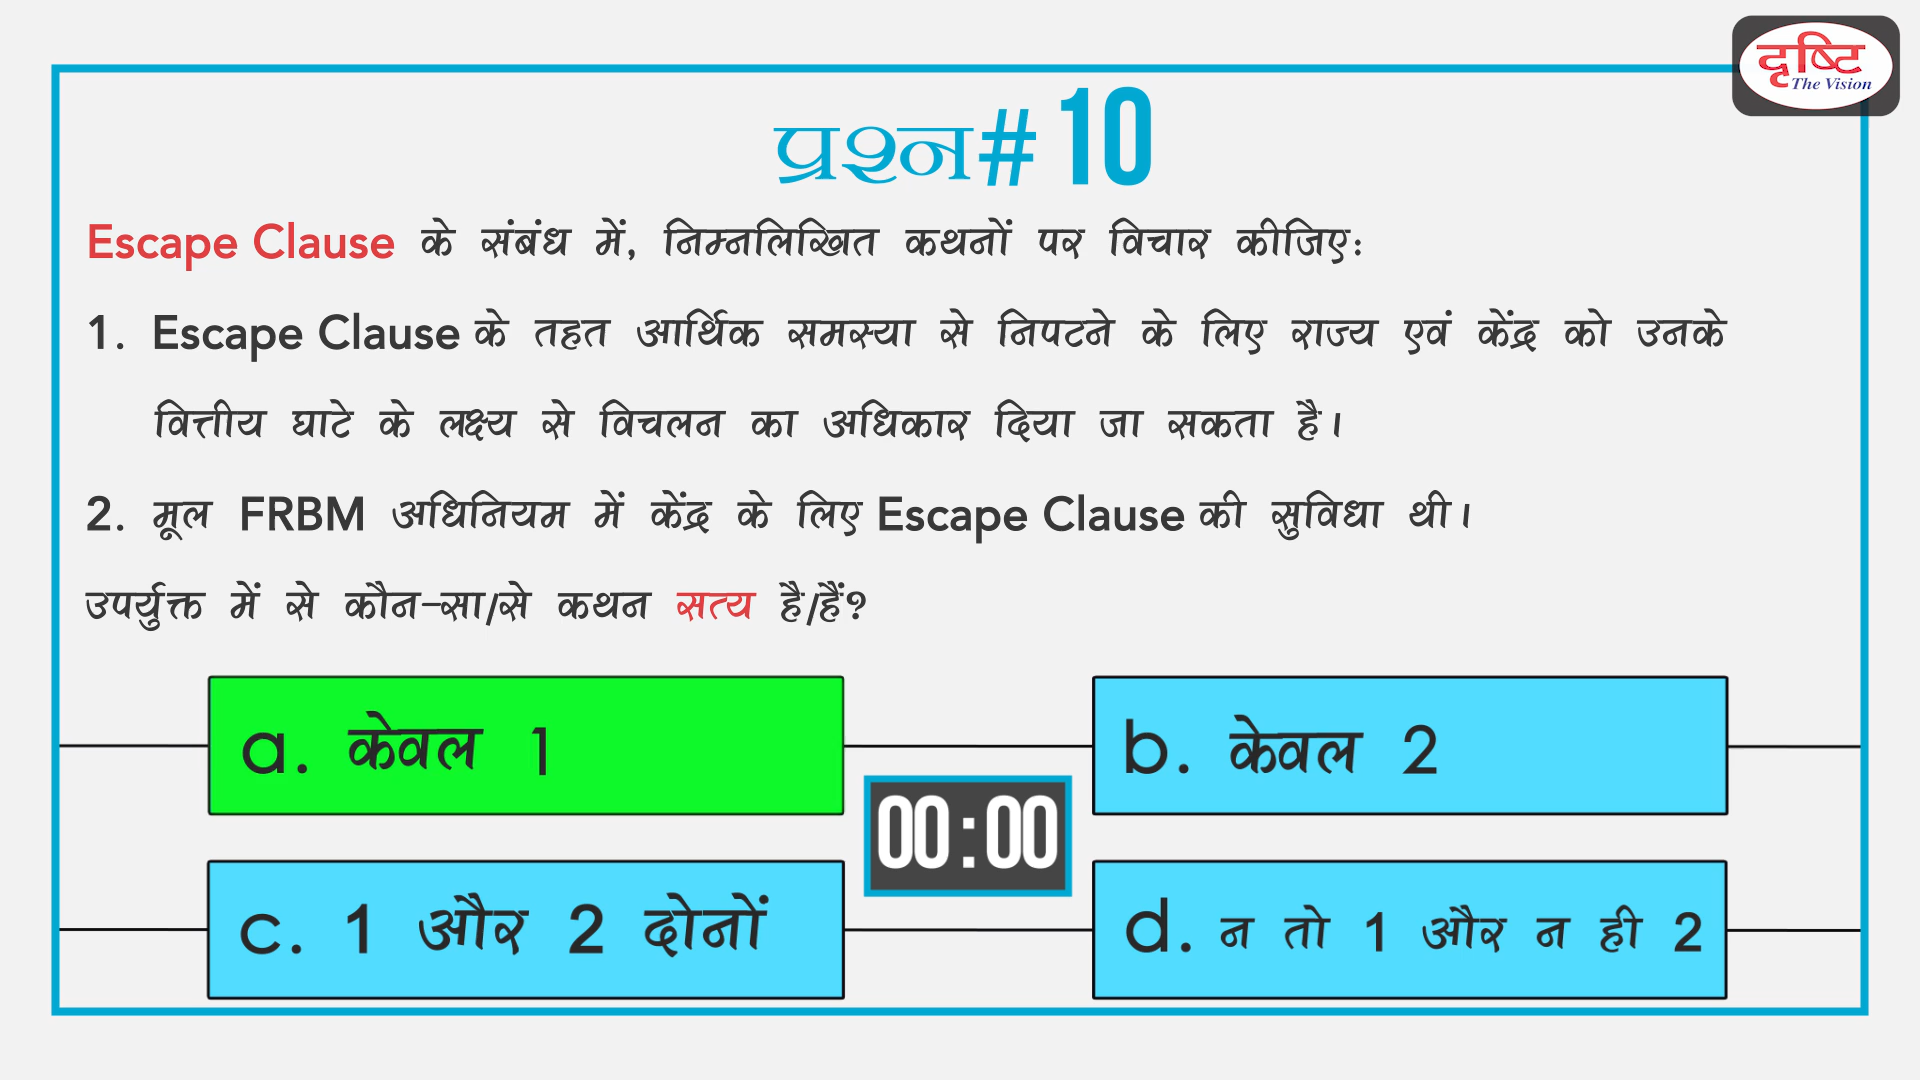 दृष्टि
The Vision
प्रश्न# 10
Escape Clause के संबंध में, निम्नलिखित कथनों पर विचार कीजिए:
1. Escape Clause के तहत आर्थिक समस्या से निपटने के लिए राज्य एवं केंद्र को उनके
वित्तीय घाटे के लक्ष्य से विचलन का अधिकार दिया जा सकता है।
2. मूल FRBM अधिनियम में केंद्र के लिए Escape Clause की सुविधा थी।
उपर्युक्त में से कौन-सा/से कथन सत्य है/हैं?
a. केवल 1
b. केवल 2
00:00
c. 1 और 2 दोनों
d. न तो 1 और न ही 2